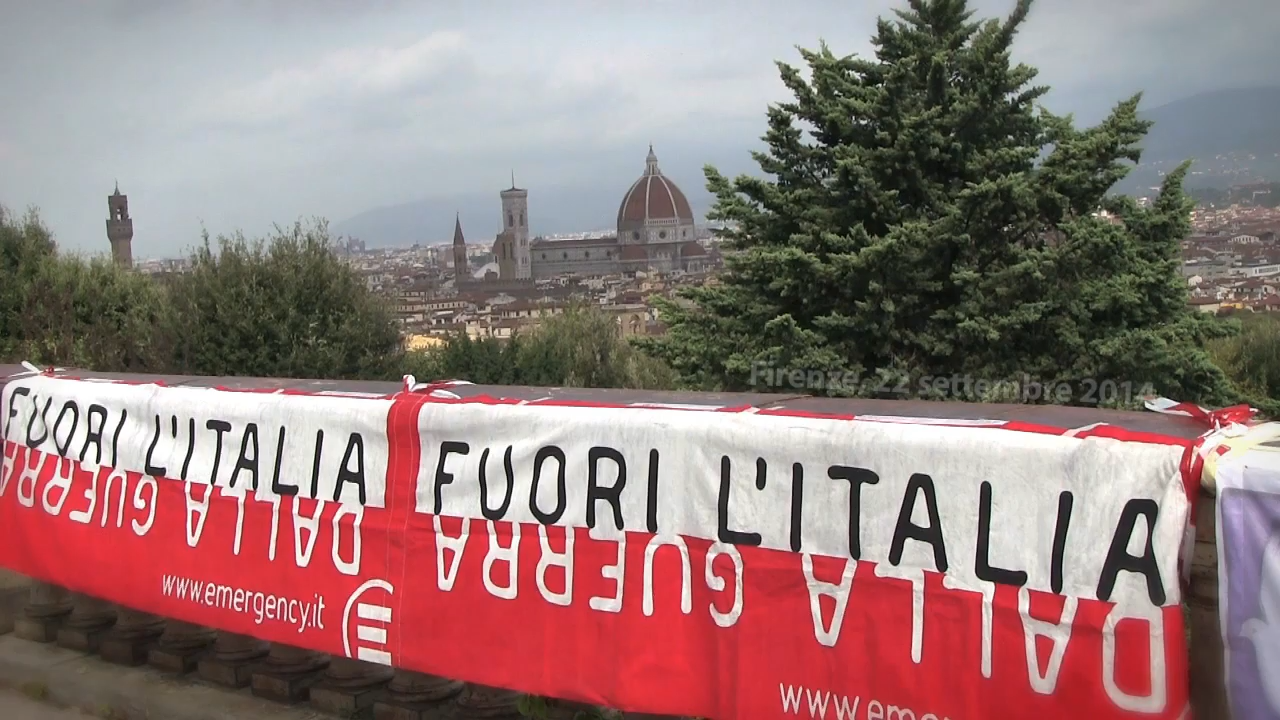 Firenze, 22 settembre 2014
FUORI L'ITALIA
DALLA GUERRA
www.emergency.it
E
FUORI L'ITALIA
DALLA GUERRA